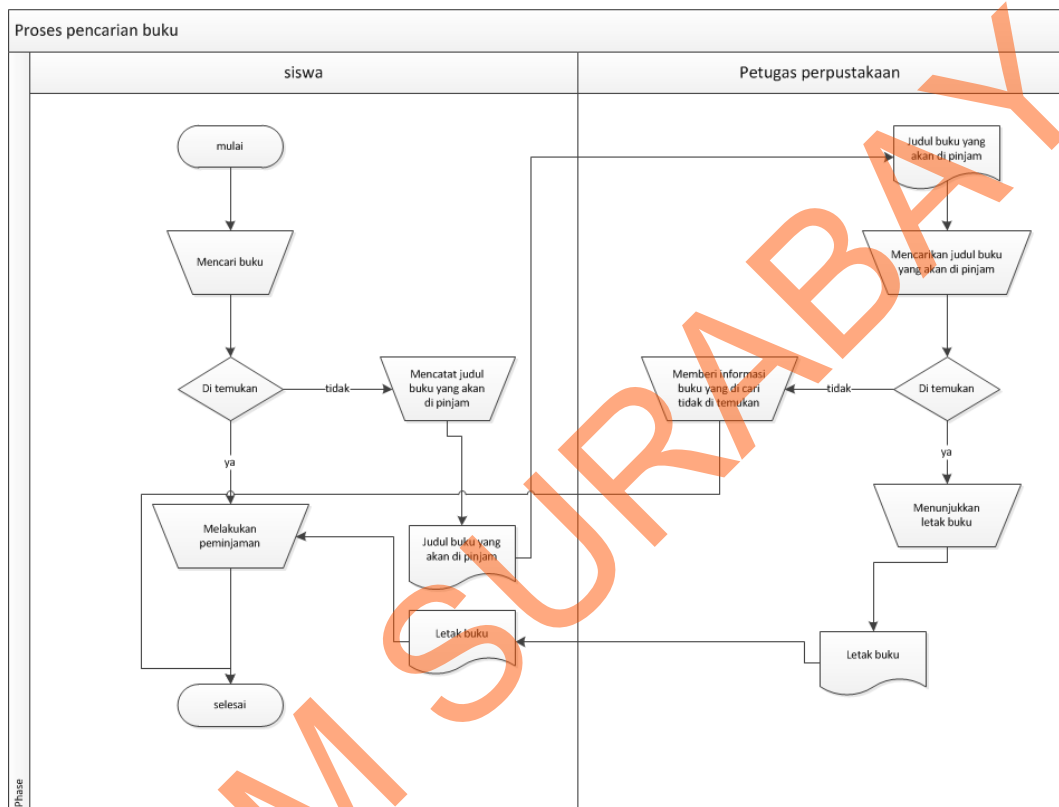 Proses pencarian buku
siswa
Petugas perpustakaan
mulai
Judul buku yang
akan di pinjam
Mencari buku
Mencarikan judul buku
yang akan di pinjam
Di temukan
tidak
Mencatat judul
buku yang akan
di pinjam
Memberi informasi
buku yang di cari
tidak di temukan
tidak
Di temukan
ya
ya
Melakukan
peminjaman
Judul buku yang
akan di pinjam
Menunjukkan
letak buku
Letak buku
Letak buku
selesai
Phase
M SURABAY